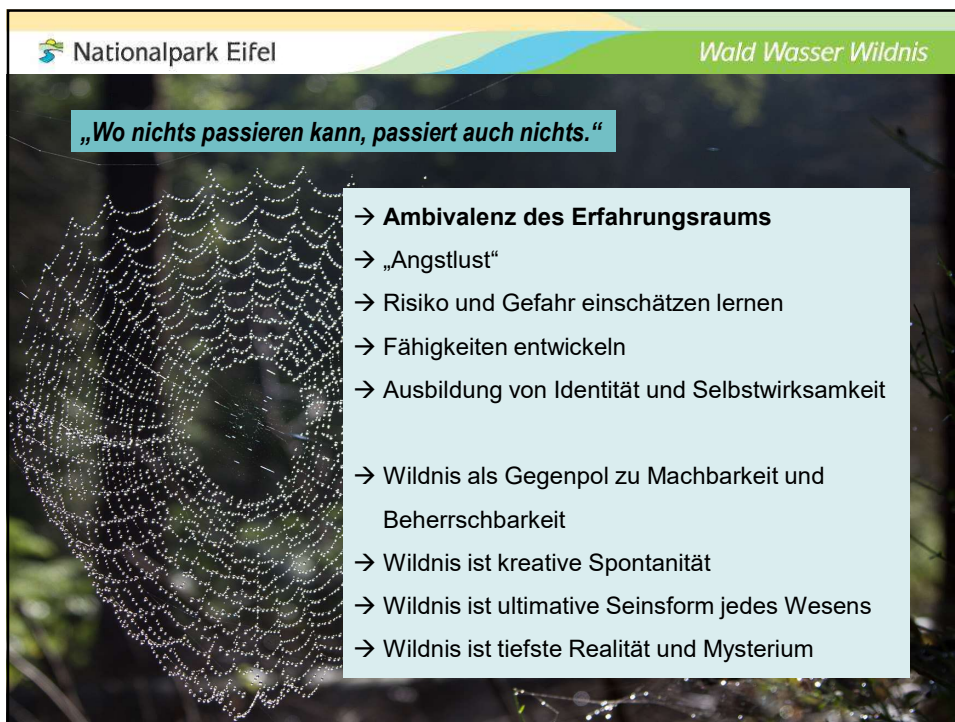 Nationalpark Eifel
Wald Wasser Wildnis
„Wo nichts passieren kann, passiert auch nichts.“
→ Ambivalenz des Erfahrungsraums
→ „Angstlust“
→ Risiko und Gefahr einschätzen lernen
→ Fähigkeiten entwickeln
→ Ausbildung von Identität und Selbstwirksamkeit
→ Wildnis als Gegenpol zu Machbarkeit und
Beherrschbarkeit
→ Wildnis ist kreative Spontanität
→ Wildnis ist ultimative Seinsform jedes Wesens
→ Wildnis ist tiefste Realität und Mysterium